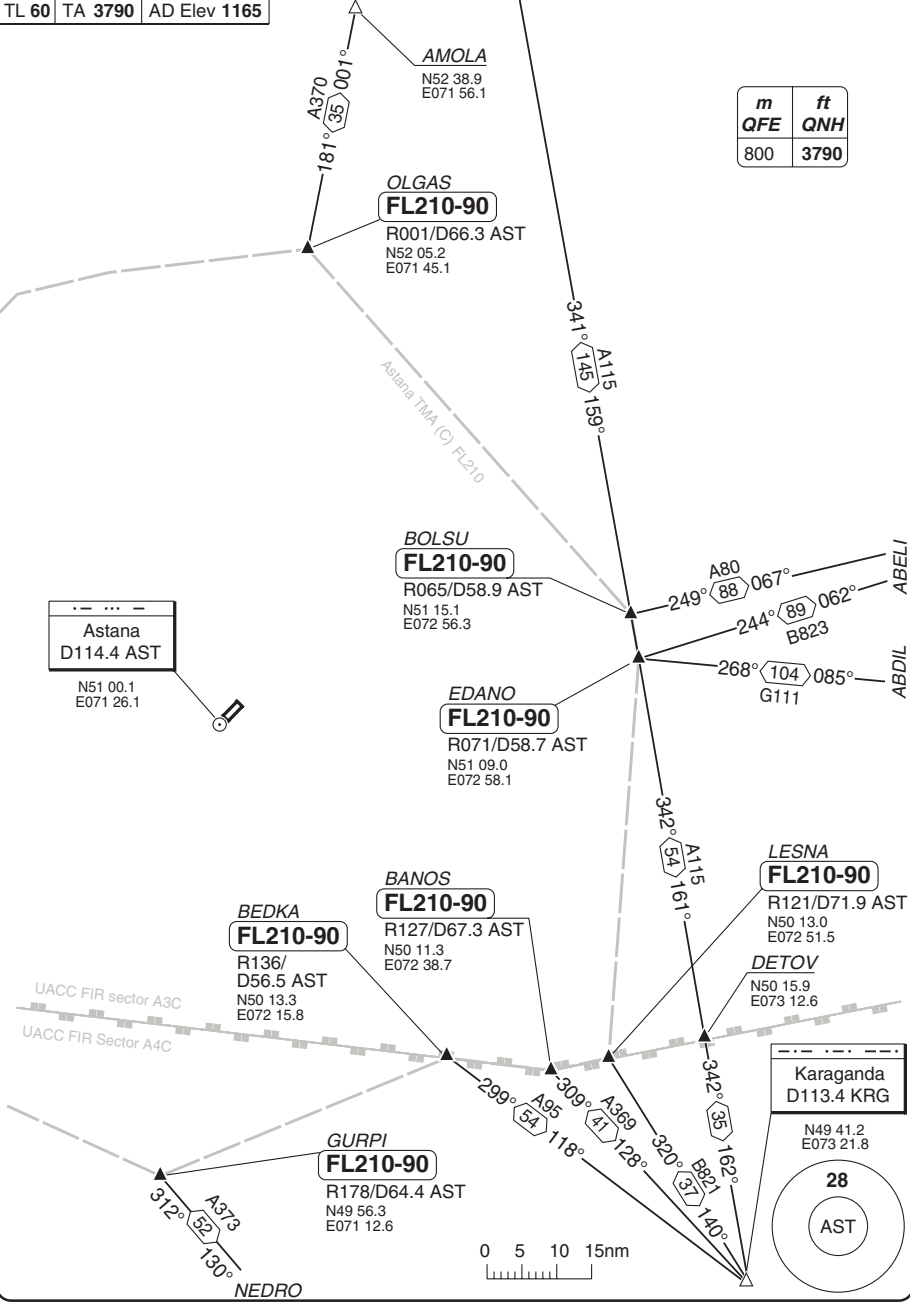 TL 60 TA 3790 AD Elev 1165
AMOLA
N52 38.9
E071 56.1
A370
181° 35 001°
m ft
QFE QNH
800 3790
OLGAS
FL210-90
R001/D66.3 AST
N52 05.2
E071 45.1
Astana TMA (C) FL210
A115
341° 145 159°
BOLSU
FL210-90
R065/D58.9 AST
N51 15.1
E072 56.3
A80
249° 88 067°
ABELI
244° 89 062°
B823
268° 104 085°
G111
ABDIL
·– ··· –
Astana
D114.4 AST
N51 00.1
E071 26.1
EDANO
FL210-90
R071/D58.7 AST
N51 09.0
E072 58.1
A115
342° 54 161°
LESNA
FL210-90
R121/D71.9 AST
N50 13.0
E072 51.5
BANOS
FL210-90
R127/D67.3 AST
N50 11.3
E072 38.7
BEDKA
FL210-90
R136/
D56.5 AST
N50 13.3
E072 15.8
DETOV
N50 15.9
E073 12.6
UACC FIR sector A3C
UACC FIR Sector A4C
–·– ·–· ––·
Karaganda
D113.4 KRG
N49 41.2
E073 21.8
A95
299° 54 118°
A369
309° 41 128°
B821
320° 37 140°
342° 35 162°
GURPI
FL210-90
R178/D64.4 AST
N49 56.3
E071 12.6
A373
312° 52 130°
NEDRO
0 5 10 15nm
28
AST